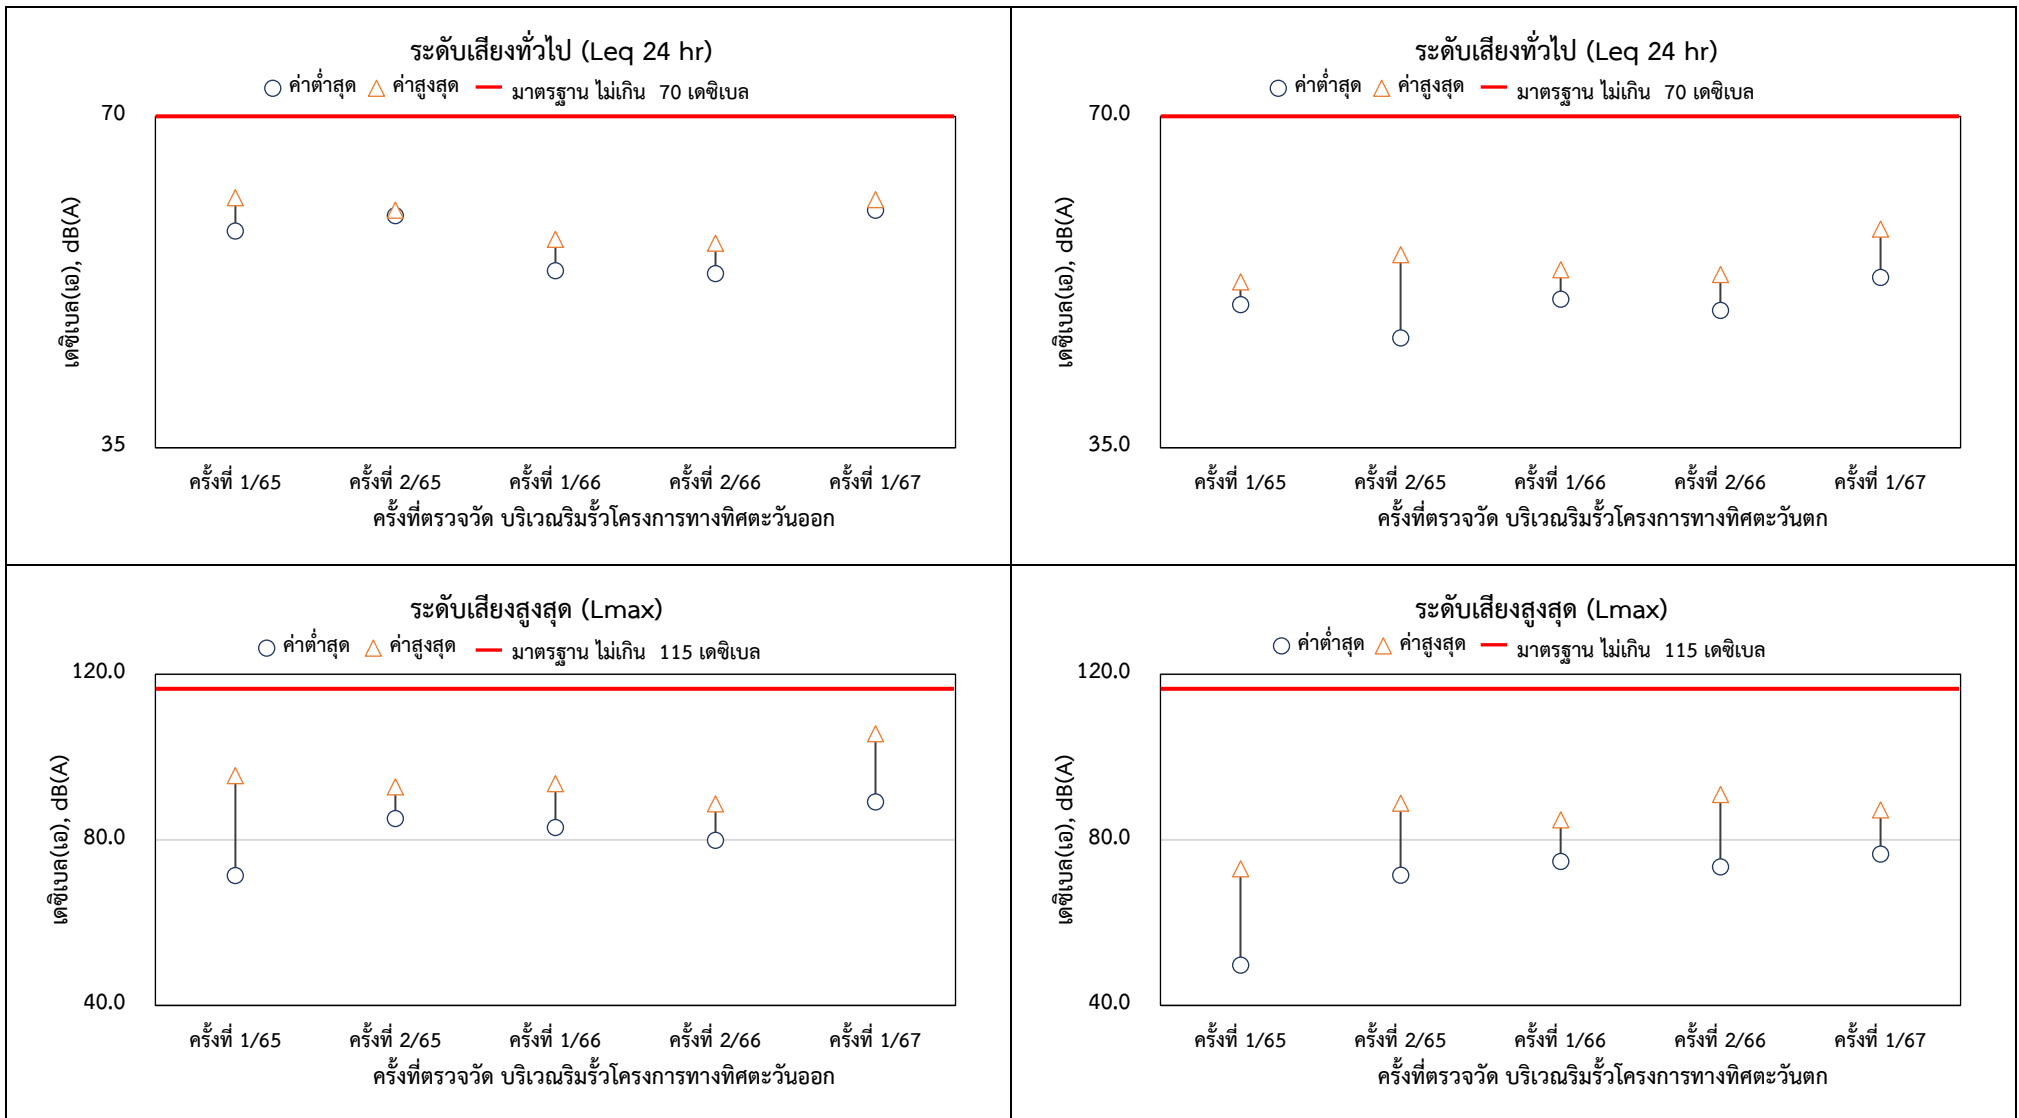 ระดับเสียงทั่วไป (Leq 24 hr)
ค่าต่ำสุด ค่าสูงสุด มาตรฐาน ไม่เกิน 70 เดซิเบล
70
35
เดซิเบล(เอ), dB(A)
ครั้งที่ 1/65 ครั้งที่ 2/65 ครั้งที่ 1/66 ครั้งที่ 2/66 ครั้งที่ 1/67
ครั้งที่ตรวจวัด บริเวณริมรั้วโครงการทางทิศตะวันออก
ระดับเสียงทั่วไป (Leq 24 hr)
ค่าต่ำสุด ค่าสูงสุด มาตรฐาน ไม่เกิน 70 เดซิเบล
70.0
35.0
เดซิเบล(เอ), dB(A)
ครั้งที่ 1/65 ครั้งที่ 2/65 ครั้งที่ 1/66 ครั้งที่ 2/66 ครั้งที่ 1/67
ครั้งที่ตรวจวัด บริเวณริมรั้วโครงการทางทิศตะวันตก
ระดับเสียงสูงสุด (Lmax)
ค่าต่ำสุด ค่าสูงสุด มาตรฐาน ไม่เกิน 115 เดซิเบล
120.0
80.0
40.0
เดซิเบล(เอ), dB(A)
ครั้งที่ 1/65 ครั้งที่ 2/65 ครั้งที่ 1/66 ครั้งที่ 2/66 ครั้งที่ 1/67
ครั้งที่ตรวจวัด บริเวณริมรั้วโครงการทางทิศตะวันออก
ระดับเสียงสูงสุด (Lmax)
ค่าต่ำสุด ค่าสูงสุด มาตรฐาน ไม่เกิน 115 เดซิเบล
120.0
80.0
40.0
เดซิเบล(เอ), dB(A)
ครั้งที่ 1/65 ครั้งที่ 2/65 ครั้งที่ 1/66 ครั้งที่ 2/66 ครั้งที่ 1/67
ครั้งที่ตรวจวัด บริเวณริมรั้วโครงการทางทิศตะวันตก